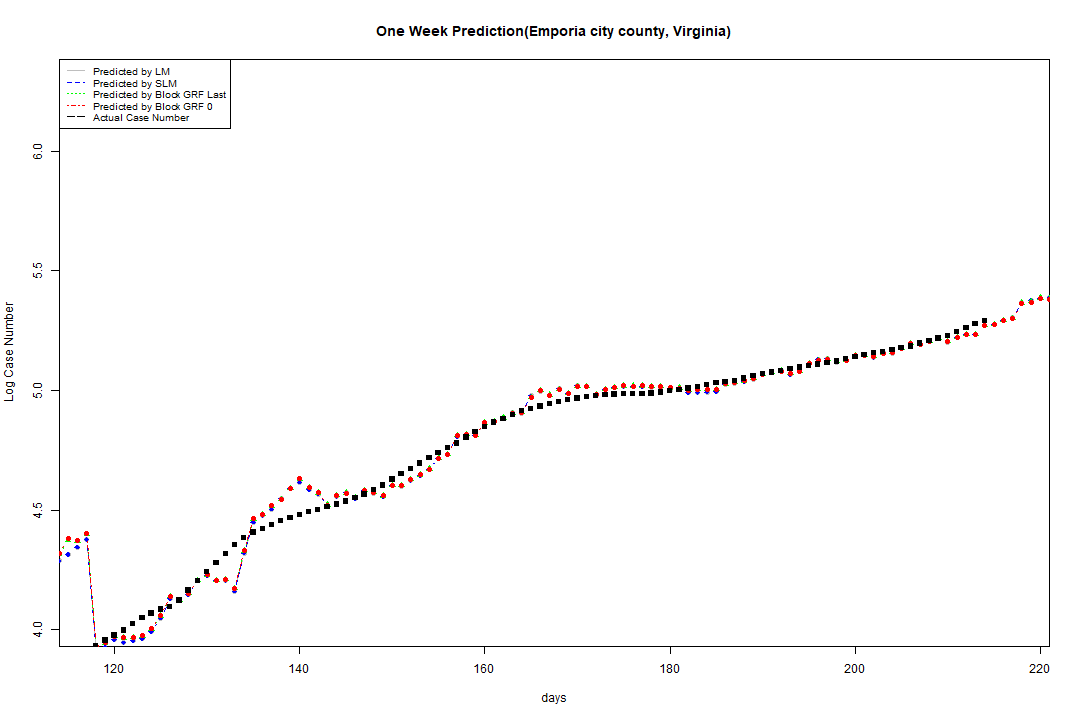 One Week Prediction(Emporia city county, Virginia)
Predicted by LM
Predicted by SLM
Predicted by Block GRF Last
Predicted by Block GRF 0
Actual Case Number
6.0
5.5
5.0
4.5
4.0
Log Case Number
120 140 160 180 200 220
days